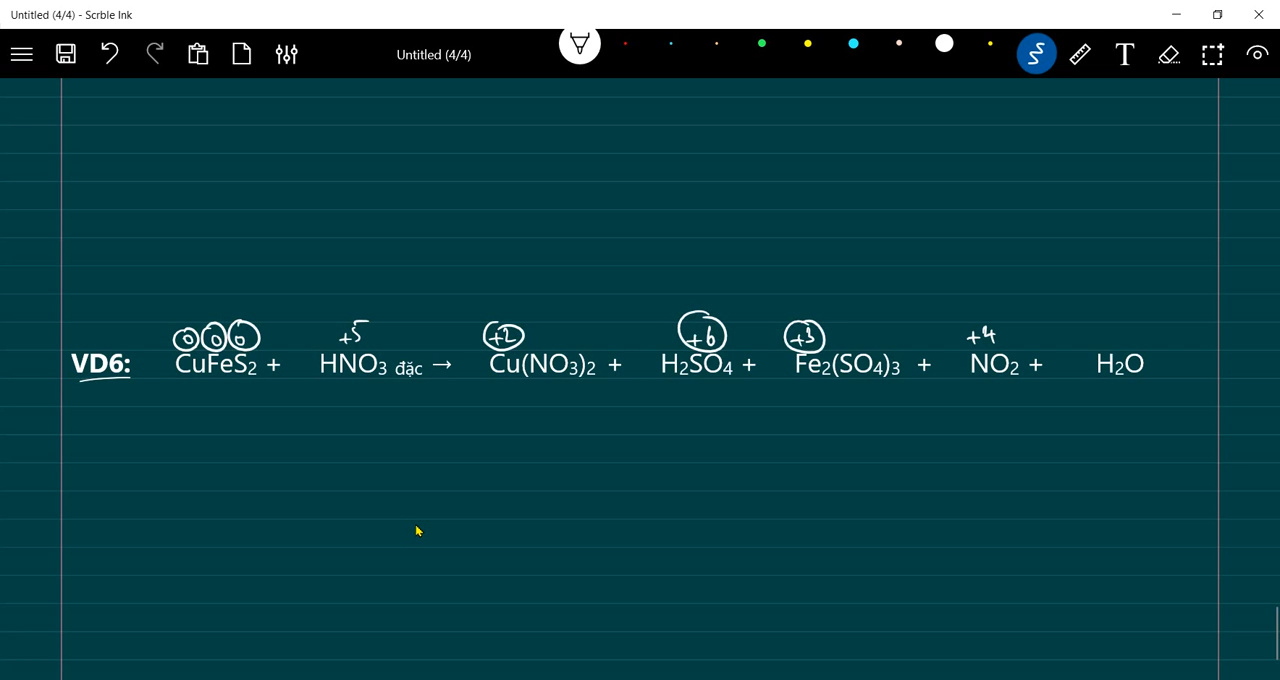 Untitled (4/4) - Scrble Ink
Untitled (4/4)
T
0 0 0 +5 +2 +6 +3 +4
VD6: CuFeS₂ + HNO₃ đặc → Cu(NO₃)₂ + H₂SO₄ + Fe₂(SO₄)₃ + NO₂ + H₂O